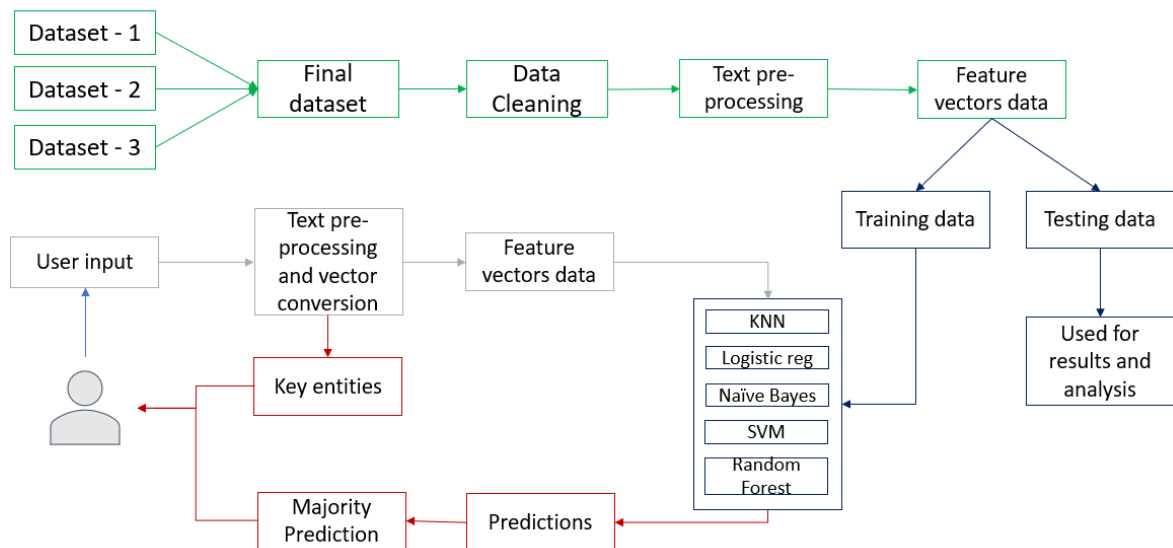 Dataset - 1
Dataset - 2
Dataset - 3
Final
dataset
Data
Cleaning
Text pre-
processing
Feature
vectors data
Training data
Testing data
User input
Text pre-
processing
and vector
conversion
Feature
vectors data
KNN
Logistic reg
Naïve Bayes
SVM
Random
Forest
Used for
results and
analysis
Key entities
Majority
Prediction
Predictions